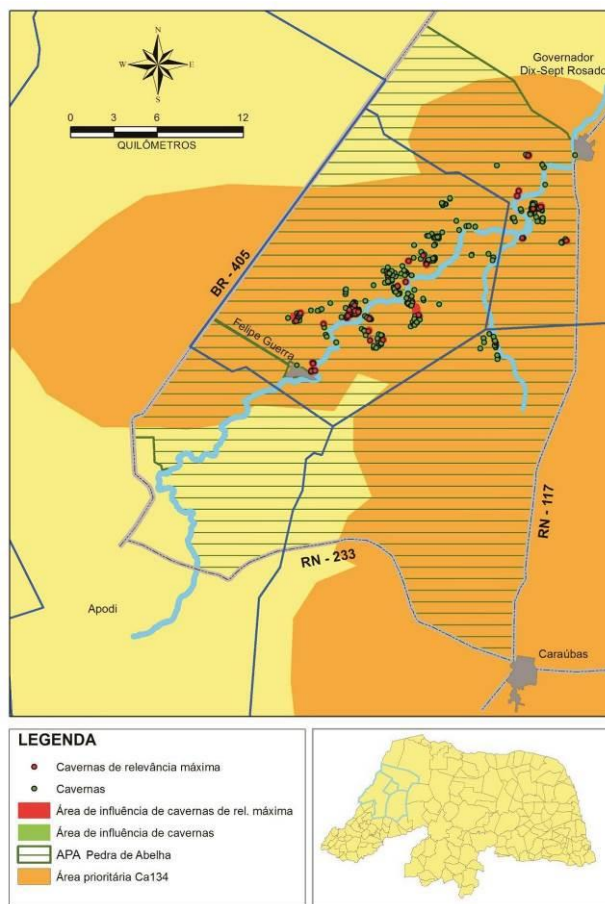 N
W E
S
0 3 6 12
QUILÔMETROS
Governador
Dix-Sept Rosado
BR - 405
Felipe Guerra
RN - 117
RN - 233
Apodi
Caraúbas
LEGENDA
Cavernas de relevância máxima
Cavernas
Área de influência de cavernas de rel. máxima
Área de influência de cavernas
APA Pedra de Abelha
Área prioritária Ca134